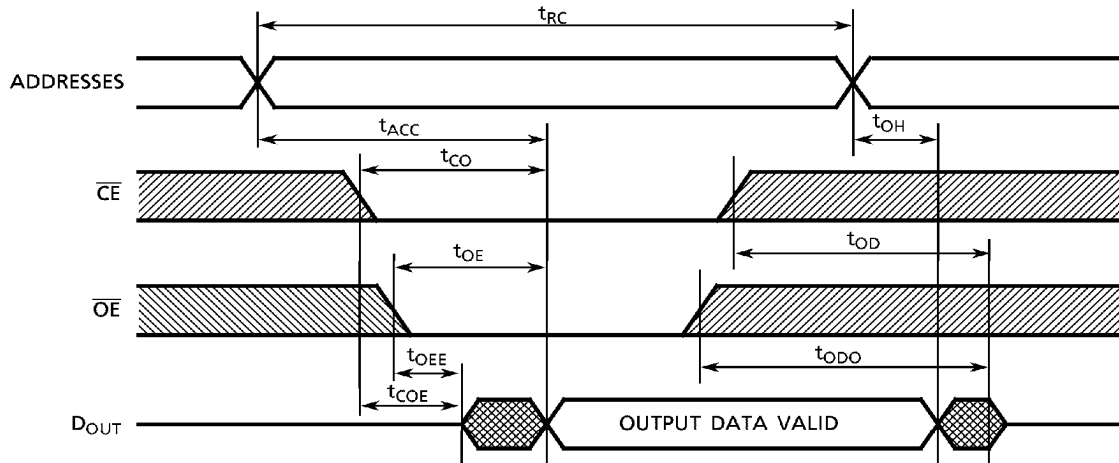 tRC
ADDRESSES
tACC
tOH
tCO
CE
tOD
tOE
OE
tOEE
tODO
tCOE
DOUT
OUTPUT DATA VALID